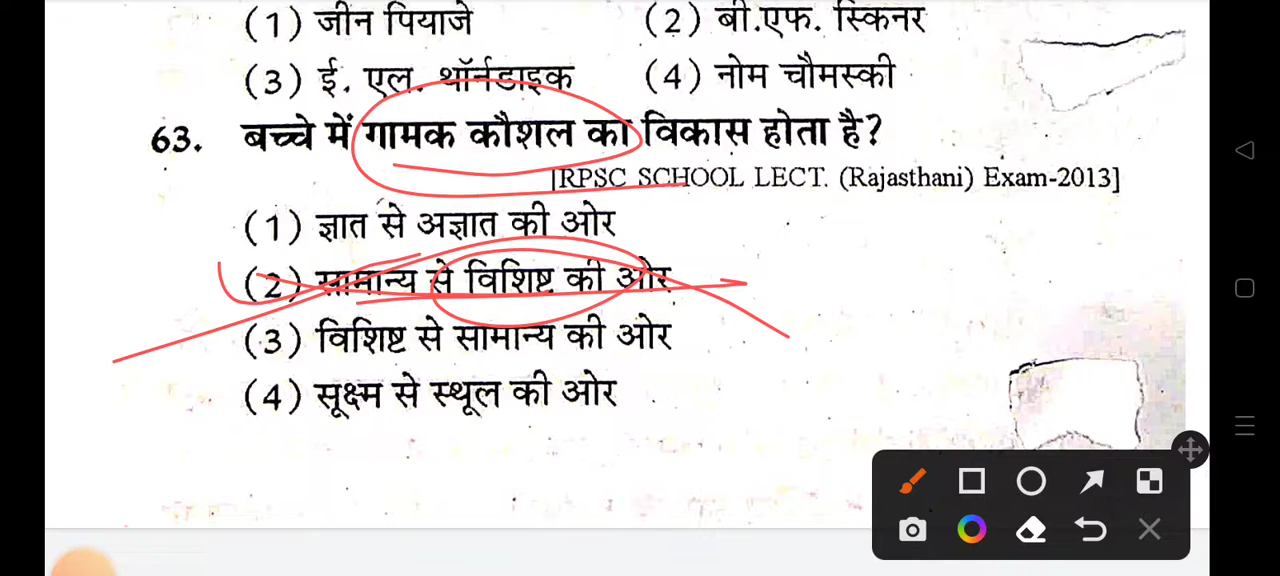 (1) जीन पियाजे (2) बी.एफ. स्किनर
(3) ई. एल. थॉर्नडाइक (4) नोम चौमस्की
63. बच्चे में गामक कौशल का विकास होता है?
[RPSC SCHOOL LECT. (Rajasthani) Exam-2013]
(1) ज्ञात से अज्ञात की ओर
(2) सामान्य से विशिष्ट की ओर
(3) विशिष्ट से सामान्य की ओर
(4) सूक्ष्म से स्थूल की ओर